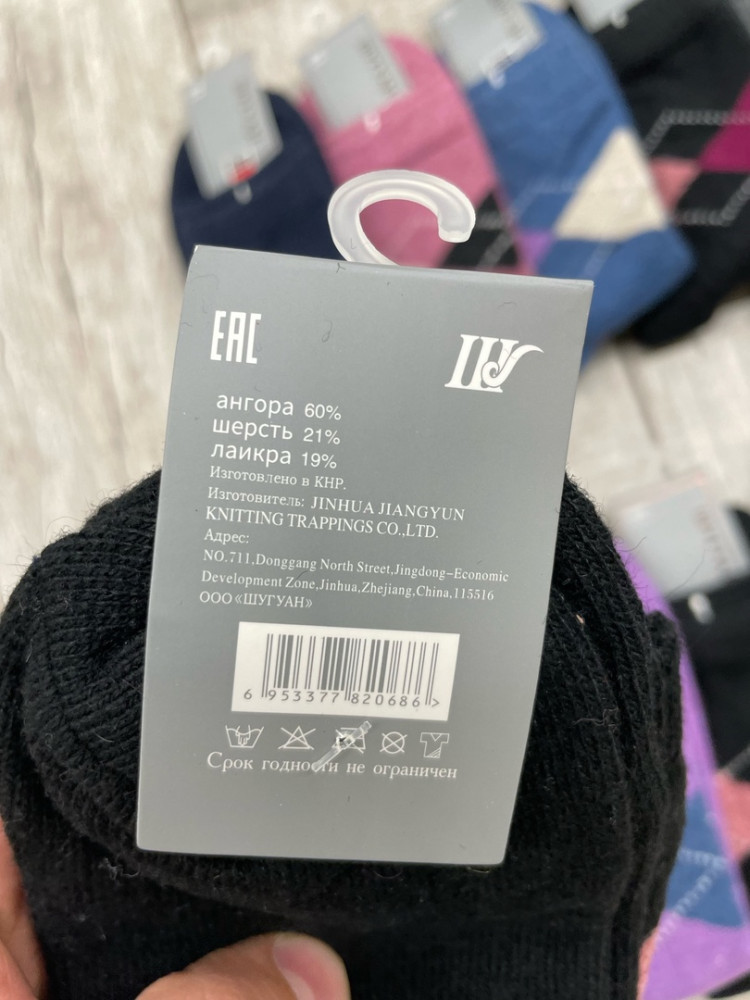 EAC
ангора 60%
шерсть 21%
лаикра 19%
Изготовлено в КНР.
Изготовитель: JINHUA JIANGYUN
KNITTING TRAPPINGS CO.,LTD.
Адрес:
NO.711,Donggang North Street,Jingdong-Economic
Development Zone,Jinhua,Zhejiang,China,115516
ООО «ШУГУАН»
6 953377 820686 >
Срок годности не ограничен